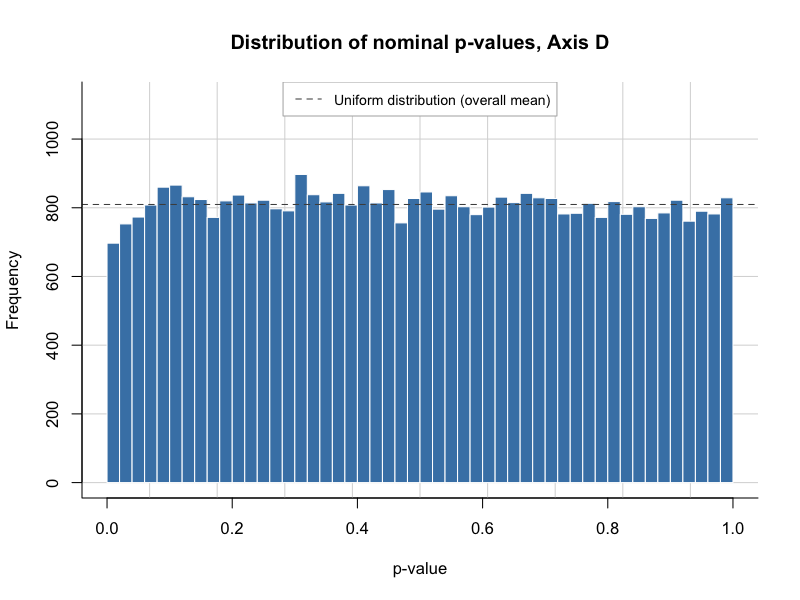 Distribution of nominal p-values, Axis D
Uniform distribution (overall mean)
Frequency
1000
800
600
400
200
0
0.0 0.2 0.4 0.6 0.8 1.0
p-value